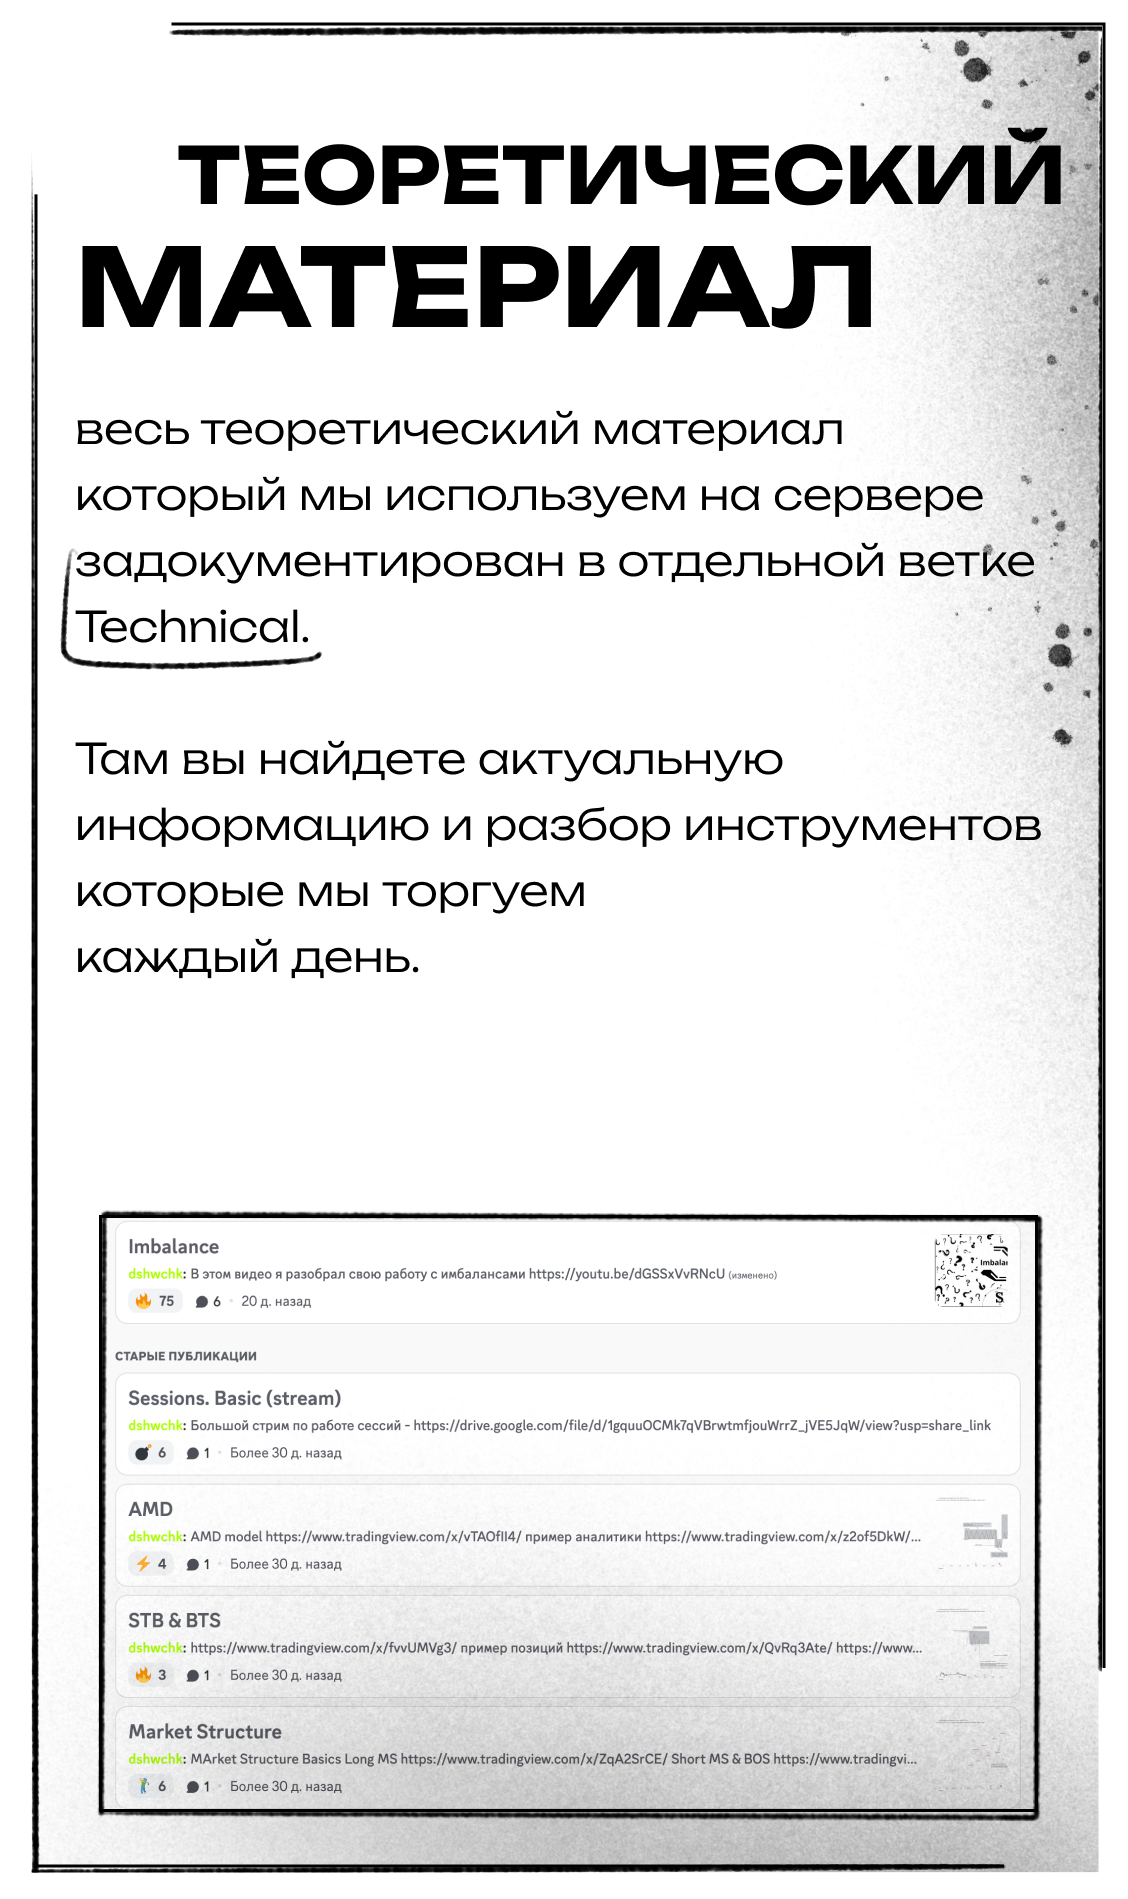 ТЕОРЕТИЧЕСКИЙ
МАТЕРИАЛ
весь теоретический материал
который мы используем на сервере
задокументирован в отдельной ветке
Technical.
Там вы найдете актуальную
информацию и разбор инструментов
которые мы торгуем
каждый день.
Imbalance
dshwchk: В этом видео я разобрал свою работу с имбалансами https://youtu.be/dGSSxVvRNcU (изменено)
75 6 • 20 д. назад
Imbalan
S
СТАРЫЕ ПУБЛИКАЦИИ
Sessions. Basic (stream)
dshwchk: Большой стрим по работе сессий - https://drive.google.com/file/d/1gquuOCMk7qVBrwtmfjouWrrZ_jVE5JqW/view?usp=share_link
6 1 • Более 30 д. назад
AMD
dshwchk: AMD model https://www.tradingview.com/x/vTAOfII4/ пример аналитики https://www.tradingview.com/x/z2of5DkW/...
4 1 • Более 30 д. назад
STB & BTS
dshwchk: https://www.tradingview.com/x/fvvUMVg3/ пример позиций https://www.tradingview.com/x/QvRq3Ate/ https://www...
3 1 • Более 30 д. назад
Market Structure
dshwchk: MArket Structure Basics Long MS https://www.tradingview.com/x/ZqA2SrCE/ Short MS & BOS https://www.tradingvi...
6 1 • Более 30 д. назад